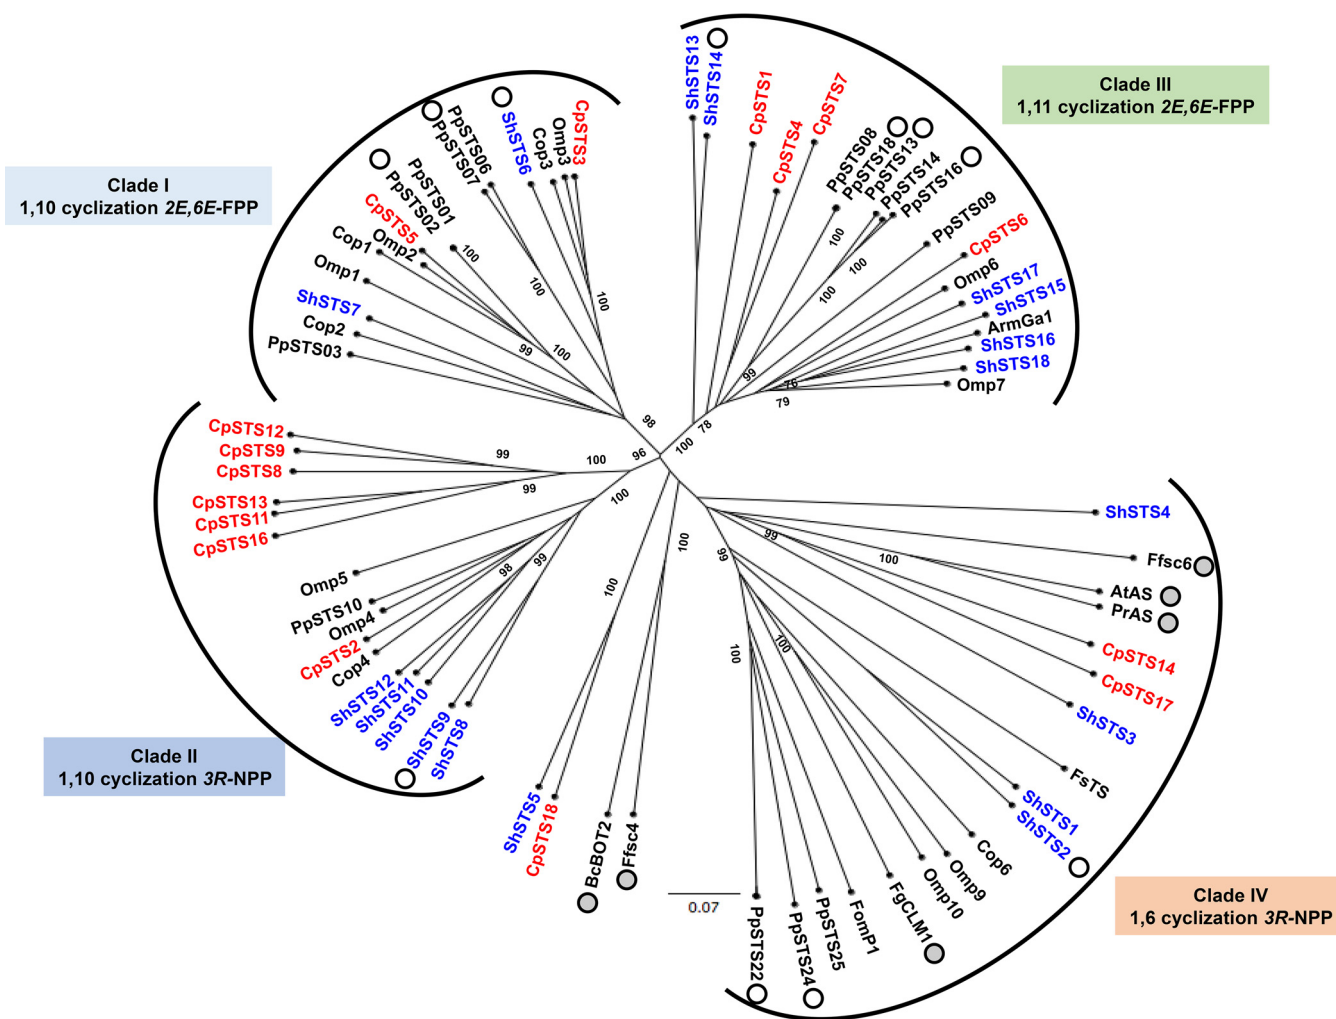 Clade I
1,10 cyclization 2E,6E-FPP
PpSTS06
PpSTS07
ShSTS6
Cop3
Omp3
CpSTS3
PpSTS01
PpSTS02
CpSTS5
Omp2
Cop1
Omp1
ShSTS7
Cop2
PpSTS03
100
100
100
99
100
98
Clade III
1,11 cyclization 2E,6E-FPP
ShSTS13
ShSTS14
CpSTS1
CpSTS4
CpSTS7
PpSTS08
PpSTS18
PpSTS13
PpSTS14
PpSTS16
PpSTS09
CpSTS6
Omp6
ShSTS17
ShSTS15
ArmGa1
ShSTS16
ShSTS18
Omp7
100
100
100
99
76
79
78
100
CpSTS12
CpSTS9
CpSTS8
CpSTS13
CpSTS11
CpSTS16
99
100
96
99
100
Omp5
PpSTS10
Omp4
CpSTS2
Cop4
ShSTS12
ShSTS11
ShSTS10
ShSTS9
ShSTS8
98
99
Clade II
1,10 cyclization 3R-NPP
ShSTS5
CpSTS18
BcBOT2
Ffsc4
100
100
0.07
ShSTS4
Ffsc6
AtAS
PrAS
CpSTS14
CpSTS17
ShSTS3
FsTS
ShSTS1
ShSTS2
Cop6
Omp9
Omp10
FgCLM1
FomP1
PpSTS25
PpSTS24
PpSTS22
99
100
99
100
100
Clade IV
1,6 cyclization 3R-NPP